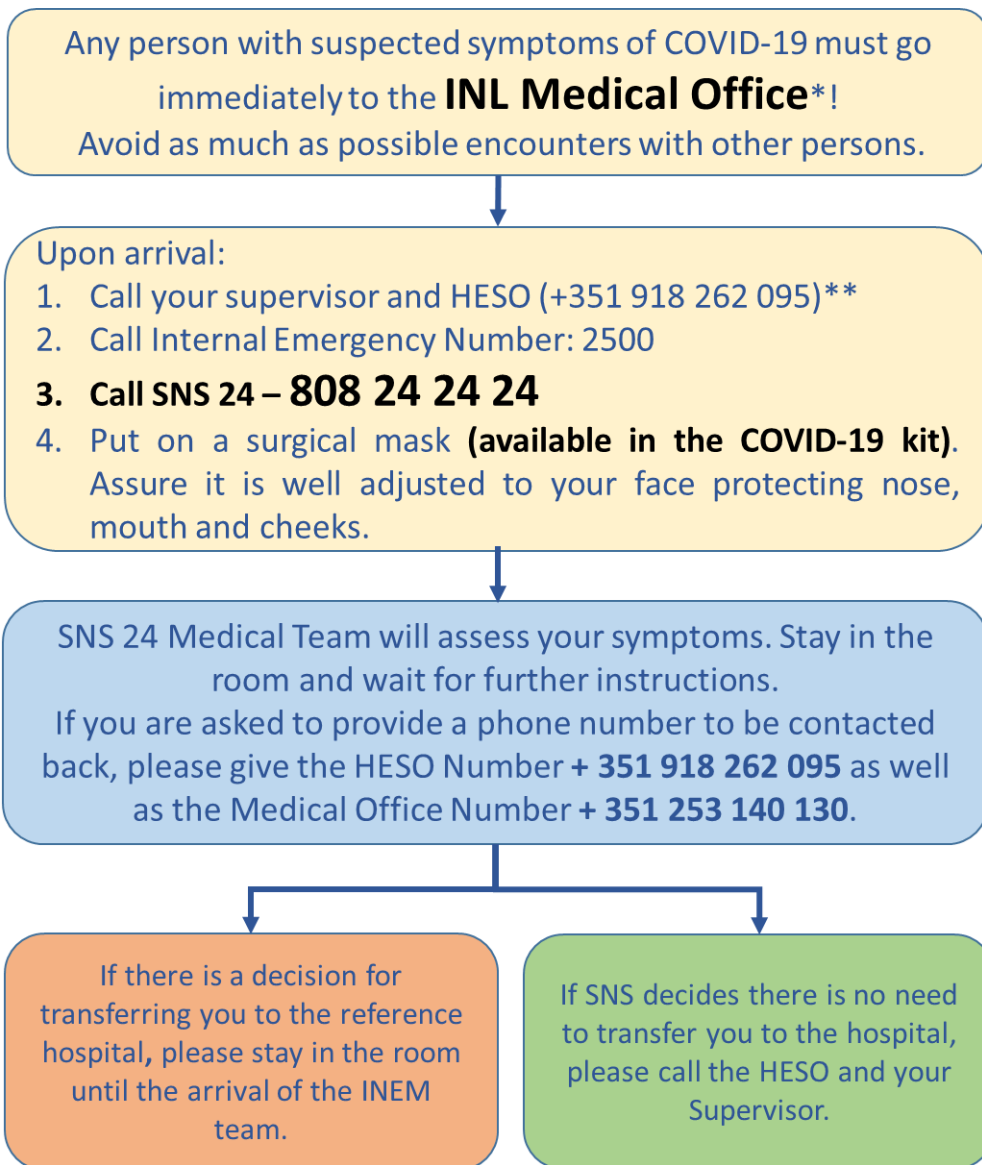 Any person with suspected symptoms of COVID-19 must go
immediately to the INL Medical Office*!
Avoid as much as possible encounters with other persons.
Upon arrival:
1. Call your supervisor and HESO (+351 918 262 095)**
2. Call Internal Emergency Number: 2500
3. Call SNS 24 – 808 24 24 24
4. Put on a surgical mask (available in the COVID-19 kit).
Assure it is well adjusted to your face protecting nose,
mouth and cheeks.
SNS 24 Medical Team will assess your symptoms. Stay in the
room and wait for further instructions.
If you are asked to provide a phone number to be contacted
back, please give the HESO Number + 351 918 262 095 as well
as the Medical Office Number + 351 253 140 130.
If there is a decision for
transferring you to the reference
hospital, please stay in the room
until the arrival of the INEM
team.
If SNS decides there is no need
to transfer you to the hospital,
please call the HESO and your
Supervisor.